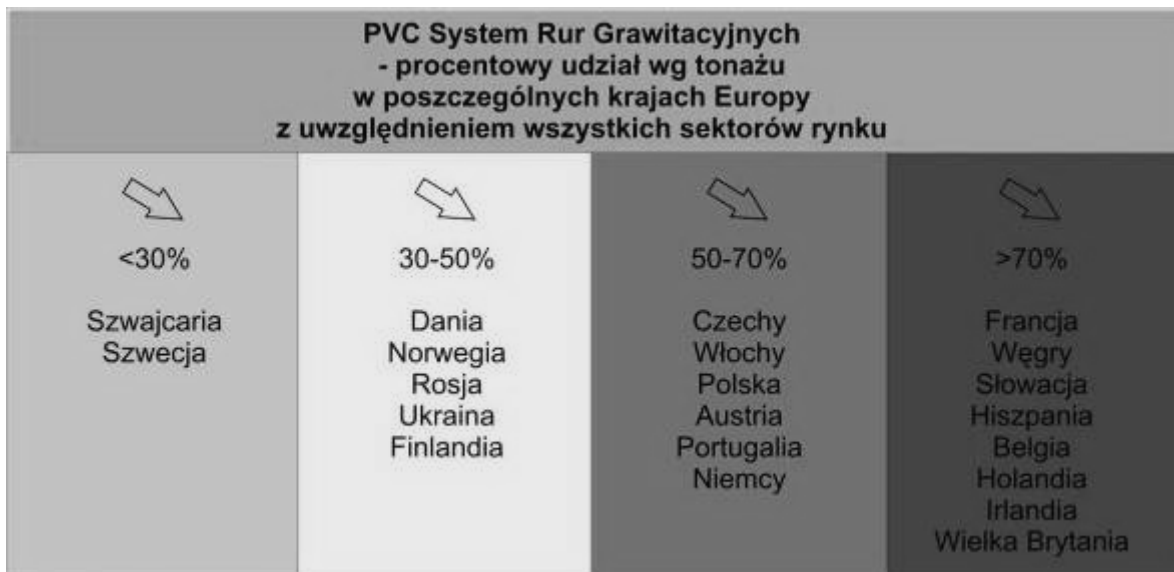 PVC System Rur Grawitacyjnych
- procentowy udział wg tonażu
w poszczególnych krajach Europy
z uwzględnieniem wszystkich sektorów rynku
<30%
Szwajcaria
Szwecja
30-50%
Dania
Norwegia
Rosja
Ukraina
Finlandia
50-70%
Czechy
Włochy
Polska
Austria
Portugalia
Niemcy
>70%
Francja
Węgry
Słowacja
Hiszpania
Belgia
Holandia
Irlandia
Wielka Brytania